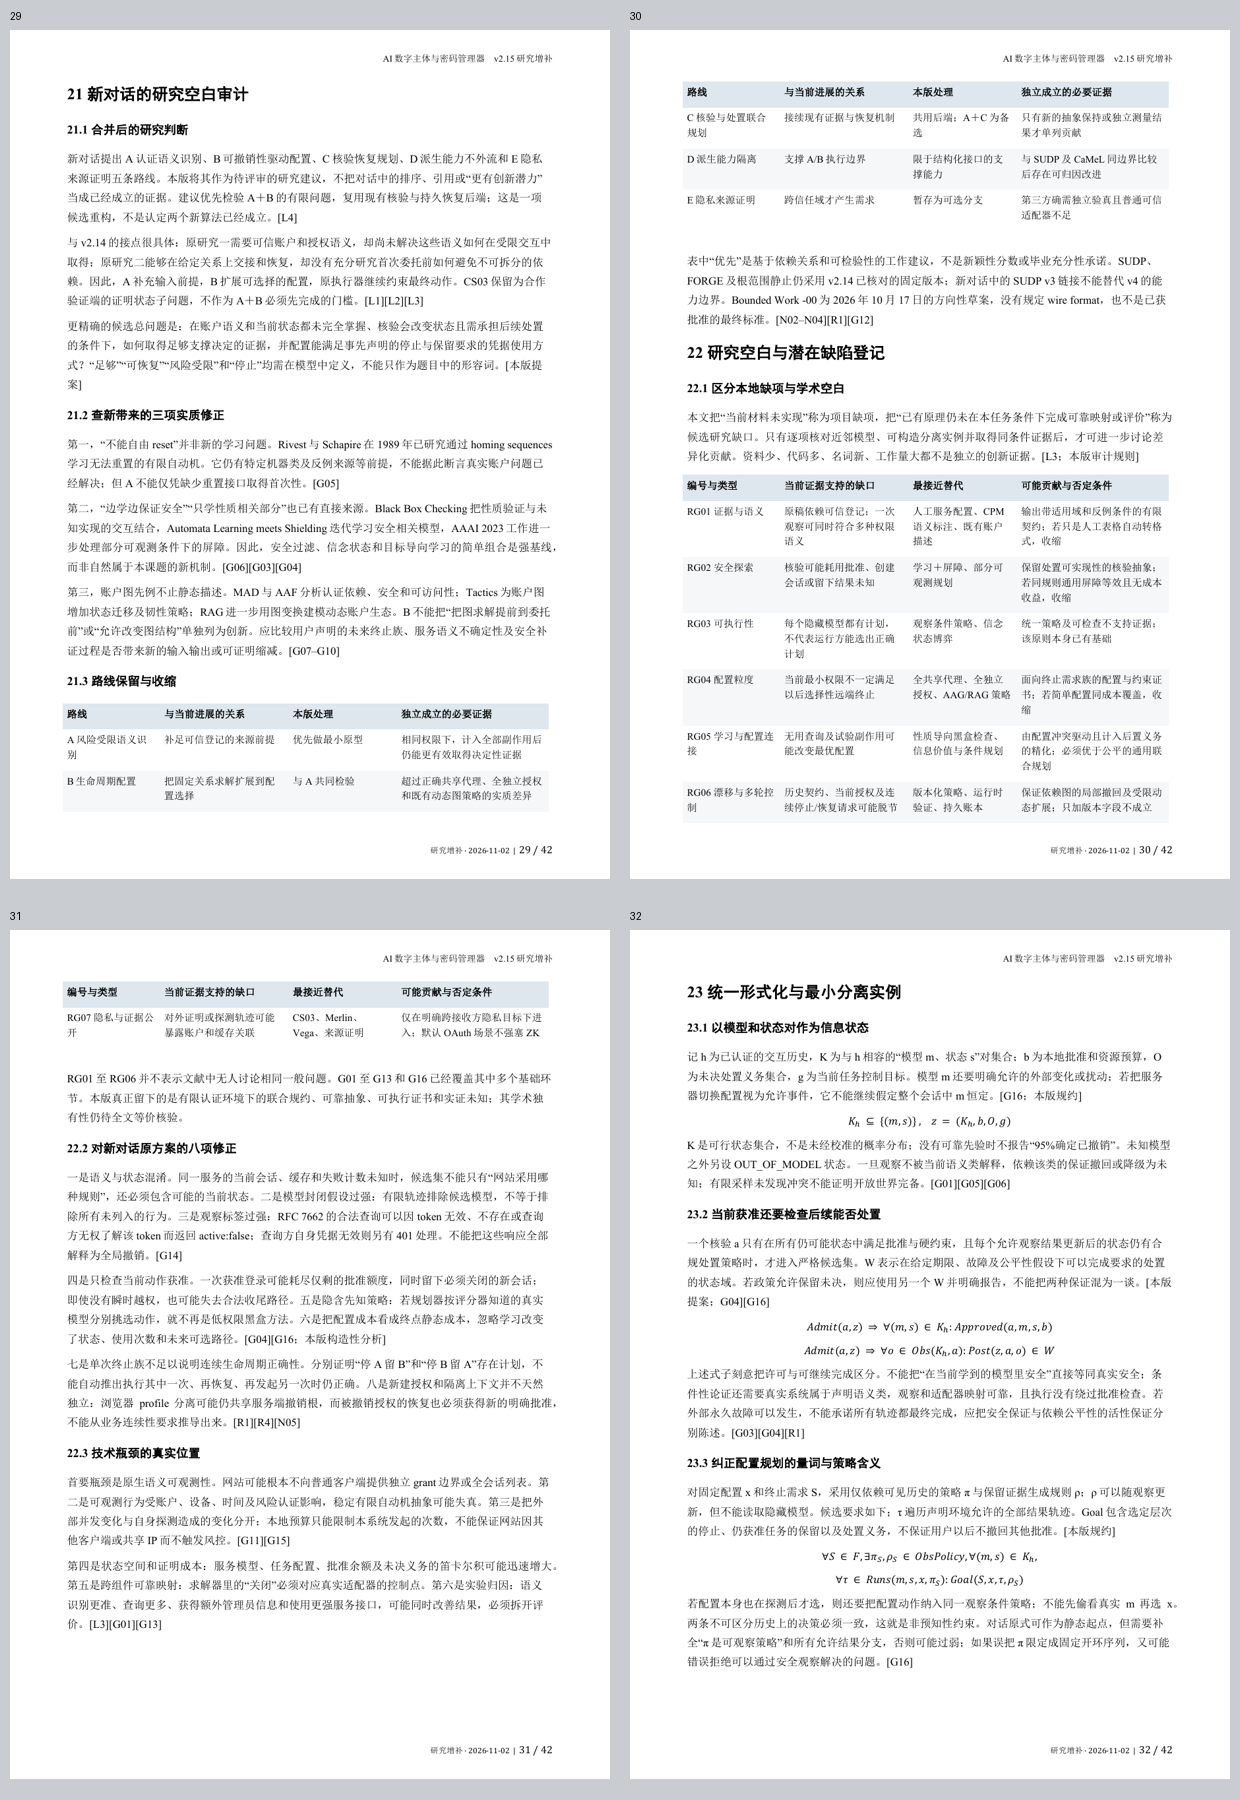 29
AI 数字主体与密码管理器 v2.15 研究增补
21 新对话的研究空白审计
21.1 合并后的研究判断
新对话提出 A 认证语义识别、B 可撤销性驱动配置、C 核验恢复规划、D 派生能力不外流和 E 隐私
来源证明五条路线。本版将其作为待评审的研究建议，不把对话中的排序、引用或“更有创新潜力”
当成已经成立的证据。建议优先检验 A＋B 的有限问题，复用现有核验与持久恢复后端；这是一项
候选重构，不是认定两个新算法已经成立。[L4]
与 v2.14 的接点很具体：原研究一需要可信账户和授权语义，却尚未解决这些语义如何在受限交互中
取得；原研究二能够在给定关系上交接和恢复，却没有充分研究首次委托前如何避免不可拆分的依
赖。因此，A 补充输入前提，B 扩展可选择的配置，原执行器继续约束最终动作。CS03 保留为合作
验证端的证明状态子问题，不作为 A＋B 必须先完成的门槛。[L1][L2][L3]
更精确的候选总问题是：在账户语义和当前状态都未完全掌握、核验会改变状态且需承担后续处置
的条件下，如何取得足够支撑决定的证据，并配置能满足事先声明的停止与保留要求的凭据使用方
式？“足够”“可恢复”“风险受限”和“停止”均需在模型中定义，不能只作为题目中的形容词。[本版提
案]
21.2 查新带来的三项实质修正
第一，“不能自由 reset”并非新的学习问题。Rivest 与 Schapire 在 1989 年已研究通过 homing sequences
学习无法重置的有限自动机。它仍有特定机器类及反例来源等前提，不能据此断言真实账户问题已
经解决；但 A 不能仅凭缺少重置接口取得首次性。[G05]
第二，“边学边保证安全”“只学性质相关部分”也已有直接来源。Black Box Checking 把性质验证与未
知实现的交互结合，Automata Learning meets Shielding 迭代学习安全相关模型，AAAI 2023 工作进一
步处理部分可观测条件下的屏障。因此，安全过滤、信念状态和目标导向学习的简单组合是强基线，
而非自然属于本课题的新机制。[G06][G03][G04]
第三，账户图先例不止静态描述。MAD 与 AAF 分析认证依赖、安全和可访问性；Tactics 为账户图
增加状态迁移及韧性策略；RAG 进一步用图变换建模动态账户生态。B 不能把“把图求解提前到委托
前”或“允许改变图结构”单独列为创新。应比较用户声明的未来终止族、服务语义不确定性及安全补
证过程是否带来新的输入输出或可证明缩减。[G07–G10]
21.3 路线保留与收缩
路线 与当前进展的关系 本版处理 独立成立的必要证据
A 风险受限语义识 补足可信登记的来源前提 优先做最小原型 相同权限下，计入全部副作用后
别 仍能更有效取得决定性证据
B 生命周期配置 把固定关系求解扩展到配 与 A 共同检验 超过正确共享代理、全独立授权
置选择 和既有动态图策略的实质差异
研究增补 · 2026-11-02 | 29 / 42
30
AI 数字主体与密码管理器 v2.15 研究增补
路线 与当前进展的关系 本版处理 独立成立的必要证据
C 核验与处置联合 接续现有证据与恢复机制 共用后端；A＋C 为备 只有新的抽象保持或独立测量结
规划 选 果才单列贡献
D 派生能力隔离 支撑 A/B 执行边界 限于结构化接口的支 与 SUDP 及 CaMeL 同边界比较
撑能力 后存在可归因改进
E 隐私来源证明 跨信任域才产生需求 暂存为可选分支 第三方确需独立验真且普通可信
适配器不足
表中“优先”是基于依赖关系和可检验性的工作建议，不是新颖性分数或毕业充分性承诺。SUDP、
FORGE 及根范围静止仍采用 v2.14 已核对的固定版本；新对话中的 SUDP v3 链接不能替代 v4 的能
力边界。Bounded Work -00 为 2026 年 10 月 17 日的方向性草案，没有规定 wire format，也不是已获
批准的最终标准。[N02–N04][R1][G12]
22 研究空白与潜在缺陷登记
22.1 区分本地缺项与学术空白
本文把“当前材料未实现”称为项目缺项，把“已有原理仍未在本任务条件下完成可靠映射或评价”称为
候选研究缺口。只有逐项核对近邻模型、可构造分离实例并取得同条件证据后，才可进一步讨论差
异化贡献。资料少、代码多、名词新、工作量大都不是独立的创新证据。[L3；本版审计规则]
编号与类型 当前证据支持的缺口 最接近替代 可能贡献与否定条件
RG01 证据与语义 原稿依赖可信登记；一次 人工服务配置、CPM 输出带适用域和反例条件的有限
观察可同时符合多种权限 语义标注、既有账户 契约；若只是人工表格自动转格
语义 描述 式，收缩
RG02 安全探索 核验可能耗用批准、创建 学习＋屏障、部分可 保留处置可实现性的核验抽象；
会话或留下结果未知 观测规划 若同规则通用屏障等效且无成本
收益，收缩
RG03 可执行性 每个隐藏模型都有计划， 观察条件策略、信念 统一策略及可检查不支持证据；
不代表运行方能选出正确 状态博弈 该原则本身已有基础
计划
RG04 配置粒度 当前最小权限不一定满足 全共享代理、全独立 面向终止需求族的配置与约束证
以后选择性远端终止 授权、AAG/RAG 策略 书；若简单配置同成本覆盖，收
缩
RG05 学习与配置连 无用查询及试验副作用可 性质导向黑盒检查、 由配置冲突驱动且计入后置义务
接 能改变最优配置 信息价值与条件规划 的精化；必须优于公平的通用联
合规划
RG06 漂移与多轮控 历史契约、当前授权及连 版本化策略、运行时 保证依赖图的局部撤回及受限动
制 续停止/恢复请求可能脱节 验证、持久账本 态扩展；只加版本字段不成立
研究增补 · 2026-11-02 | 30 / 42
31
AI 数字主体与密码管理器 v2.15 研究增补
编号与类型 当前证据支持的缺口 最接近替代 可能贡献与否定条件
RG07 隐私与证据公 对外证明或探测轨迹可能 CS03、Merlin、 仅在明确跨接收方隐私目标下进
开 暴露账户和缓存关联 Vega、来源证明 入；默认 OAuth 场景不强塞 ZK
RG01 至 RG06 并不表示文献中无人讨论相同一般问题。G01 至 G13 和 G16 已经覆盖其中多个基础环
节。本版真正留下的是有限认证环境下的联合规约、可靠抽象、可执行证书和实证未知；其学术独
有性仍待全文等价核验。
22.2 对新对话原方案的八项修正
一是语义与状态混淆。同一服务的当前会话、缓存和失败计数未知时，候选集不能只有“网站采用哪
种规则”，还必须包含可能的当前状态。二是模型封闭假设过强：有限轨迹排除候选模型，不等于排
除所有未列入的行为。三是观察标签过强：RFC 7662 的合法查询可以因 token 无效、不存在或查询
方无权了解该 token 而返回 active:false；查询方自身凭据无效则另有 401 处理。不能把这些响应全部
解释为全局撤销。[G14]
四是只检查当前动作获准。一次获准登录可能耗尽仅剩的批准额度，同时留下必须关闭的新会话；
即使没有瞬时越权，也可能失去合法收尾路径。五是隐含先知策略：若规划器按评分器知道的真实
模型分别挑选动作，就不再是低权限黑盒方法。六是把配置成本看成终点静态成本，忽略学习改变
了状态、使用次数和未来可选路径。[G04][G16；本版构造性分析]
七是单次终止族不足以说明连续生命周期正确性。分别证明“停 A 留 B”和“停 B 留 A”存在计划，不
能自动推出执行其中一次、再恢复、再发起另一次时仍正确。八是新建授权和隔离上下文并不天然
独立：浏览器 profile 分离可能仍共享服务端撤销根，而被撤销授权的恢复也必须获得新的明确批准，
不能从业务连续性要求推导出来。[R1][R4][N05]
22.3 技术瓶颈的真实位置
首要瓶颈是原生语义可观测性。网站可能根本不向普通客户端提供独立 grant 边界或全会话列表。第
二是可观测行为受账户、设备、时间及风险认证影响，稳定有限自动机抽象可能失真。第三是把外
部并发变化与自身探测造成的变化分开；本地预算只能限制本系统发起的次数，不能保证网站因其
他客户端或共享 IP 而不触发风控。[G11][G15]
第四是状态空间和证明成本：服务模型、任务配置、批准余额及未决义务的笛卡尔积可能迅速增大。
第五是跨组件可靠映射：求解器里的“关闭”必须对应真实适配器的控制点。第六是实验归因：语义
识别更准、查询更多、获得额外管理员信息和使用更强服务接口，可能同时改善结果，必须拆开评
价。[L3][G01][G13]
研究增补 · 2026-11-02 | 31 / 42
32
AI 数字主体与密码管理器 v2.15 研究增补
23 统一形式化与最小分离实例
23.1 以模型和状态对作为信息状态
记 h 为已认证的交互历史，K 为与 h 相容的“模型 m、状态 s”对集合；b 为本地批准和资源预算，O
为未决处置义务集合，g 为当前任务控制目标。模型 m 还要明确允许的外部变化或扰动；若把服务
器切换配置视为允许事件，它不能继续假定整个会话中 m 恒定。[G16；本版规约]
K_h ⊆ {(m,s)}, z = (K_h,b,O,g)
K 是可行状态集合，不是未经校准的概率分布；没有可靠先验时不报告“95%确定已撤销”。未知模型
之外另设 OUT_OF_MODEL 状态。一旦观察不被当前语义类解释，依赖该类的保证撤回或降级为未
知；有限采样未发现冲突不能证明开放世界完备。[G01][G05][G06]
23.2 当前获准还要检查后续能否处置
一个核验 a 只有在所有仍可能状态中满足批准与硬约束，且每个允许观察结果更新后的状态仍有合
规处置策略时，才进入严格候选集。W 表示在给定期限、故障及公平性假设下可以完成要求的处置
的状态域。若政策允许保留未决，则应使用另一个 W 并明确报告，不能把两种保证混为一谈。[本版
提案；G04][G16]
Admit(a,z) ⇒ ∀(m,s) ∈ K_h: Approved(a,m,s,b)
Admit(a,z) ⇒ ∀o ∈ Obs(K_h,a): Post(z,a,o) ∈ W
上述式子刻意把许可与可继续完成区分。不能把“在当前学到的模型里安全”直接等同真实安全；条
件性论证还需要真实系统属于声明语义类，观察和适配器映射可靠，且执行没有绕过批准检查。若
外部永久故障可以发生，不能承诺所有轨迹都最终完成，应把安全保证与依赖公平性的活性保证分
别陈述。[G03][G04][R1]
23.3 纠正配置规划的量词与策略含义
对固定配置 x 和终止需求 S，采用仅依赖可见历史的策略 π 与保留证据生成规则 ρ；ρ 可以随观察更
新，但不能读取隐藏模型。候选要求如下；τ 遍历声明环境允许的全部结果轨迹。Goal 包含选定层次
的停止、仍获准任务的保留以及处置义务，不保证用户以后不撤回其他批准。[本版规约]
∀S ∈ F,∃π_S,ρ_S ∈ ObsPolicy,∀(m,s) ∈ K_h,
∀τ ∈ Runs(m,s,x,π_S): Goal(S,x,τ,ρ_S)
若配置本身也在探测后才选，则还要把配置动作纳入同一观察条件策略；不能先偷看真实 m 再选 x。
两条不可区分历史上的决策必须一致，这就是非预知性约束。对话原式可作为静态起点，但需要补
全“π 是可观察策略”和所有允许结果分支，否则可能过弱；如果误把 π 限定成固定开环序列，又可能
错误拒绝可以通过安全观察解决的问题。[G16]
研究增补 · 2026-11-02 | 32 / 42